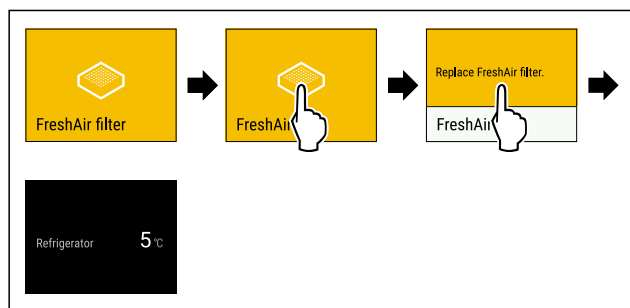 FreshAir filter
FreshAi
Replace FreshAir filter.
FreshAi
Refrigerator 5 °C